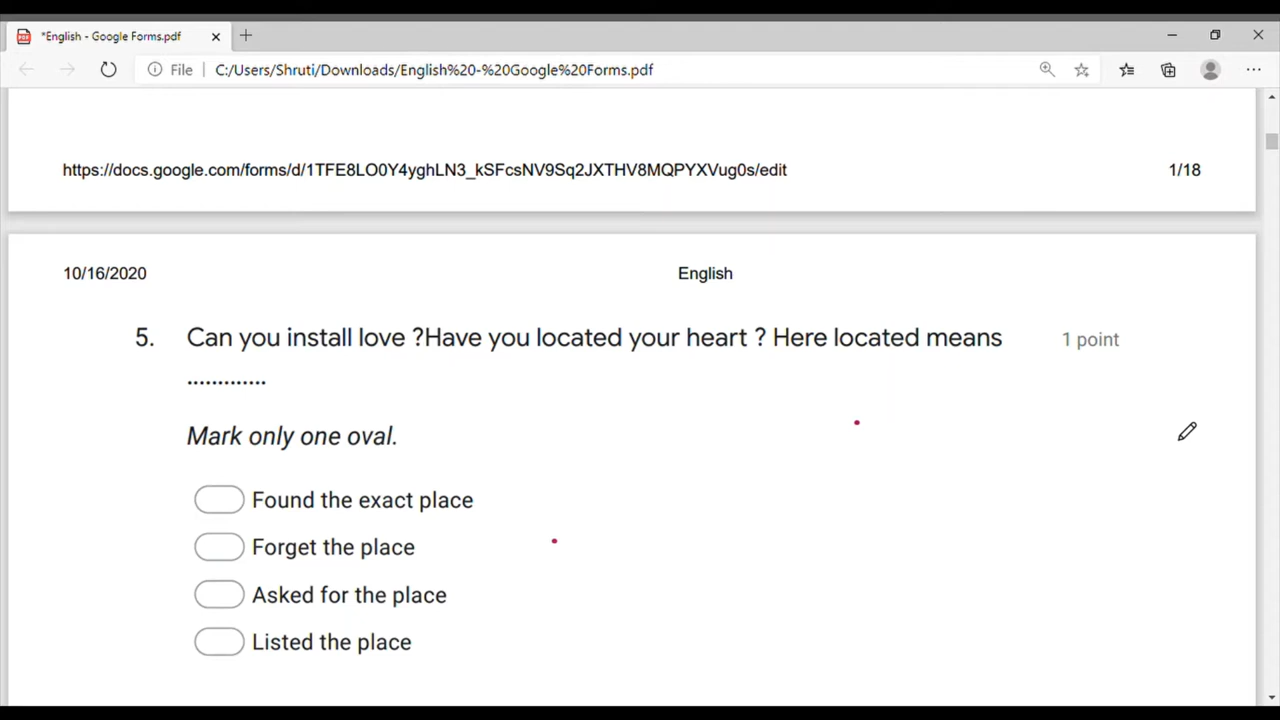 *English - Google Forms.pdf
File | C:/Users/Shruti/Downloads/English%20-%20Google%20Forms.pdf
https://docs.google.com/forms/d/1TFE8LO0Y4yghLN3_kSFcsNV9Sq2JXTHV8MQPYXVug0s/edit 1/18
10/16/2020 English
5. Can you install love ?Have you located your heart ? Here located means 1 point
.............
Mark only one oval.
Found the exact place
Forget the place
Asked for the place
Listed the place